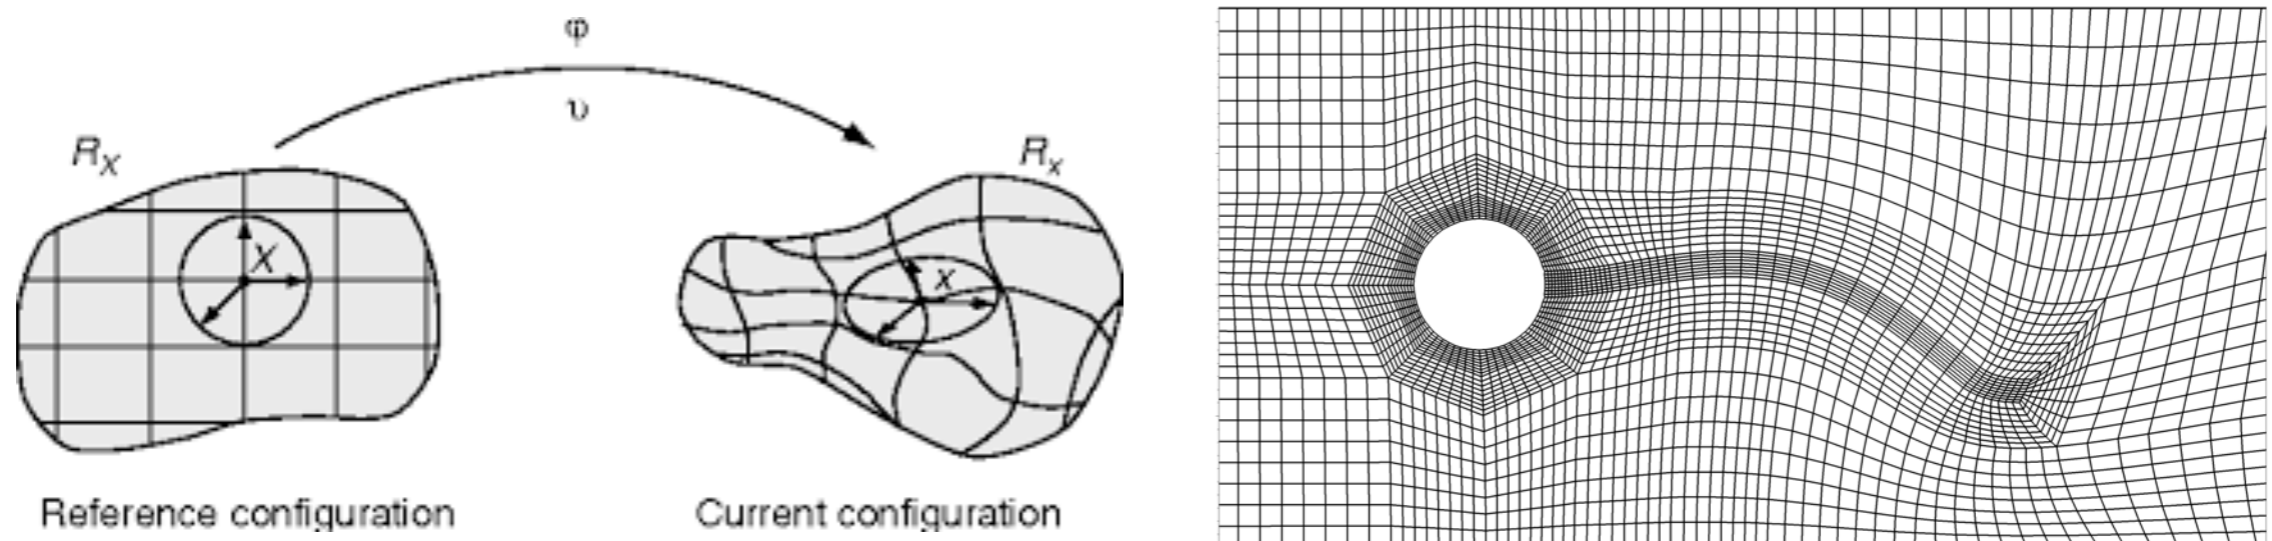 φ
υ
R_X
R_x
X
x
Reference configuration
Current configuration